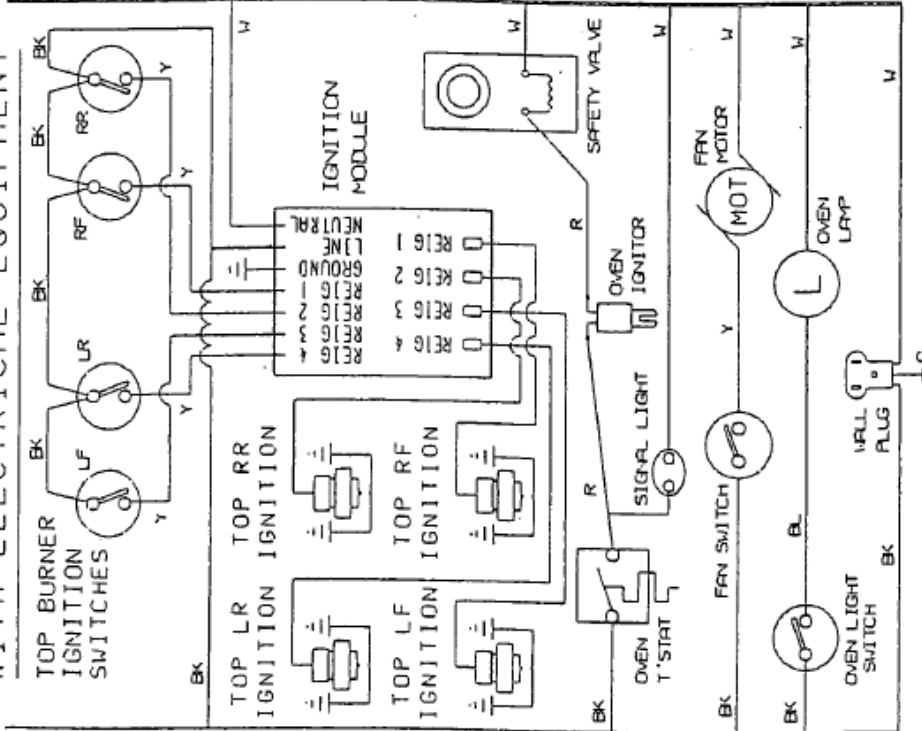 TOP BURNER
IGNITION
SWITCHES
BK
BK
BK
BK
RR
RF
LR
LF
Y
Y
Y
Y
W
BK
IGNITION
MODULE
NEUTRAL
LINE
GROUND
REIG 1
REIG 2
REIG 3
REIG 4
REIG 1
REIG 2
REIG 3
REIG 4
TOP RR
IGNITION
TOP RF
IGNITION
TOP LR
IGNITION
TOP LF
IGNITION
W
SAFETY VALVE
R
OVEN
IGNITOR
R
W
SIGNAL LIGHT
OVEN
T'STAT
BK
W
FAN
MOTOR
MOT
Y
FAN SWITCH
BK
W
OVEN
LAMP
L
BL
OVEN LIGHT
SWITCH
BK
W
WALL
PLUG
BK